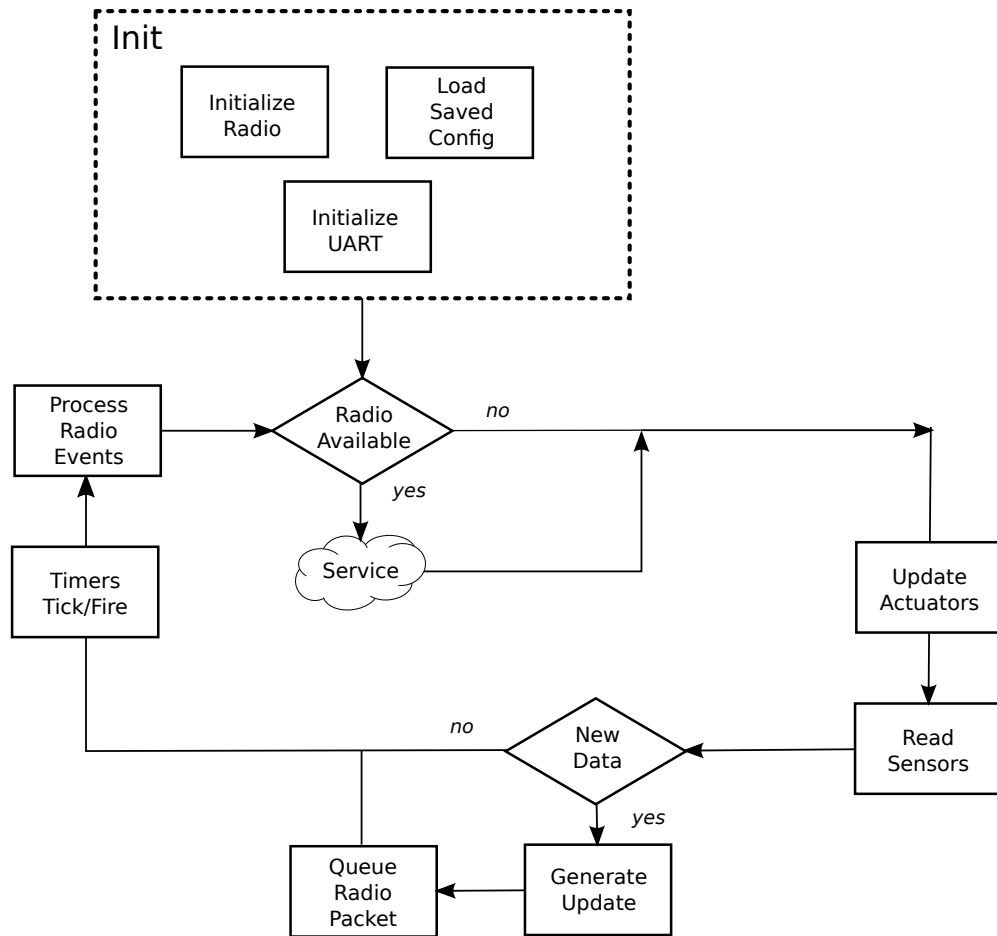 Init
Initialize
Radio
Load
Saved
Config
Initialize
UART
Process
Radio
Events
Radio
Available
no
yes
Service
Timers
Tick/Fire
Update
Actuators
Read
Sensors
New
Data
no
yes
Generate
Update
Queue
Radio
Packet